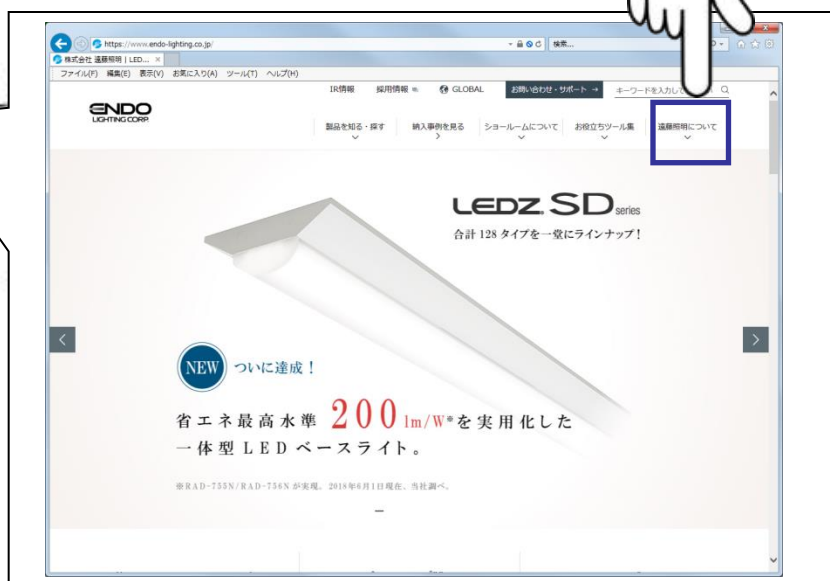 https://www.endo-lighting.co.jp/
検索...
株式会社 遠藤照明 | LED...
ファイル(F) 編集(E) 表示(V) お気に入り(A) ツール(T) ヘルプ(H)
IR情報 採用情報 GLOBAL お問い合わせ・サポート → キーワードを入力して
ENDO
LIGHTING CORP.
製品を知る・探す 納入事例を見る ショールームについて お役立ちツール集 遠藤照明について
LEDZ SD series
合計 128 タイプを一堂にラインナップ!
NEW ついに達成!
省エネ最高水準 200 lm/W※を実用化した
一体型 LED ベースライト。
※RAD-755N/RAD-756N が実現。2018年6月1日現在、当社調べ。